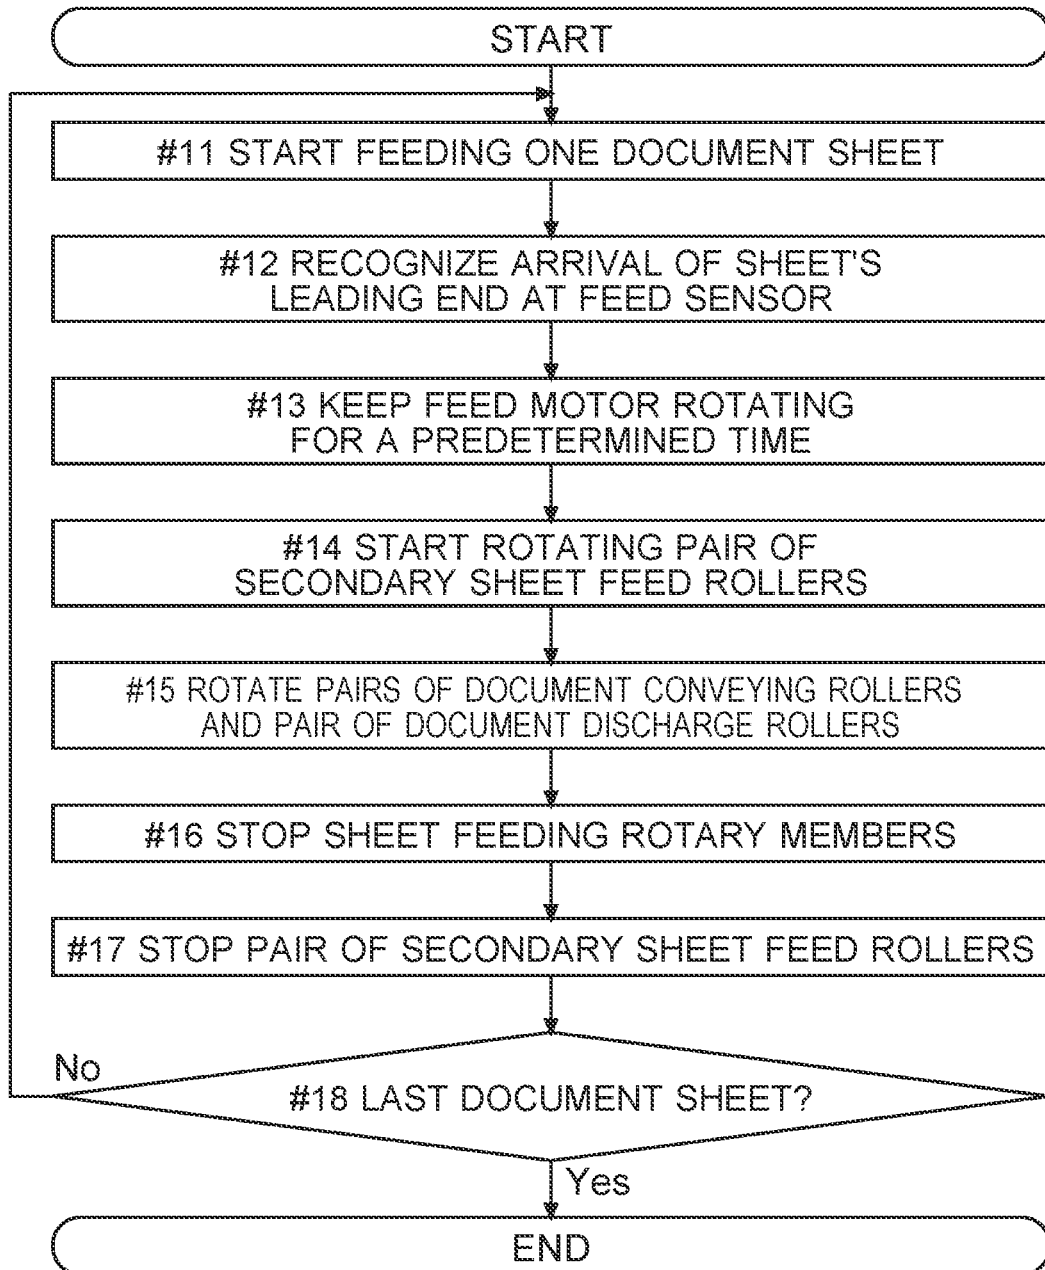 START
#11 START FEEDING ONE DOCUMENT SHEET
#12 RECOGNIZE ARRIVAL OF SHEET'S
LEADING END AT FEED SENSOR
#13 KEEP FEED MOTOR ROTATING
FOR A PREDETERMINED TIME
#14 START ROTATING PAIR OF
SECONDARY SHEET FEED ROLLERS
#15 ROTATE PAIRS OF DOCUMENT CONVEYING ROLLERS
AND PAIR OF DOCUMENT DISCHARGE ROLLERS
#16 STOP SHEET FEEDING ROTARY MEMBERS
#17 STOP PAIR OF SECONDARY SHEET FEED ROLLERS
No
#18 LAST DOCUMENT SHEET?
Yes
END